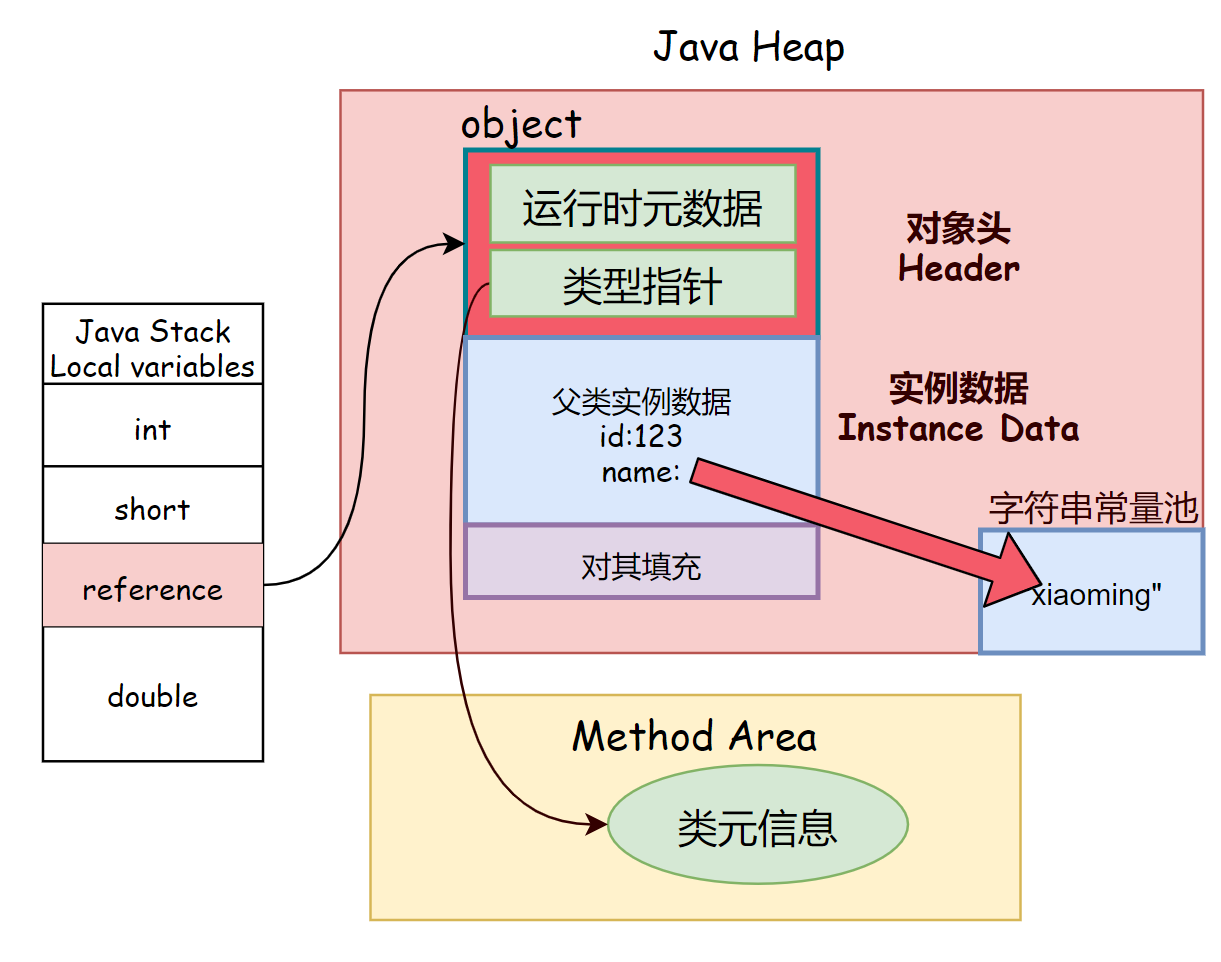 Java Heap
object
运行时元数据
类型指针
对象头
Header
Java Stack
Local variables
int
short
reference
double
父类实例数据
id:123
name:
实例数据
Instance Data
对其填充
字符串常量池
xiaoming"
Method Area
类元信息